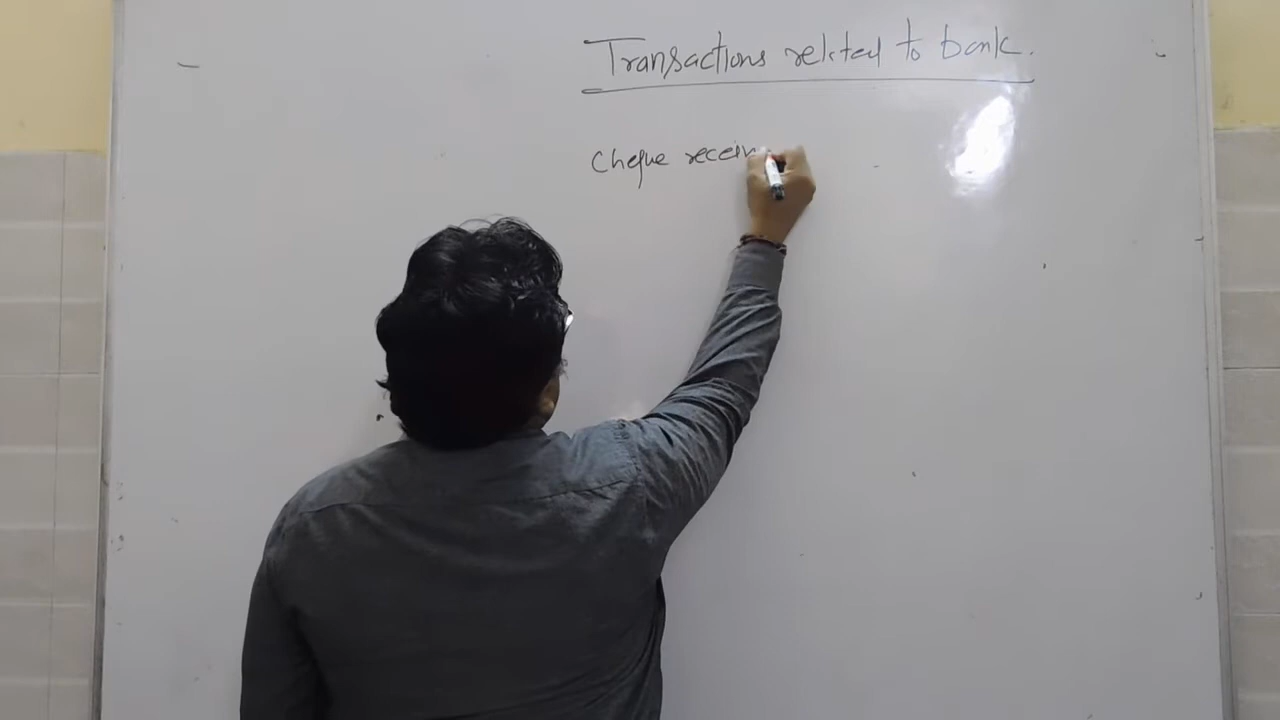 Transactions related to bank.
Cheque receiv